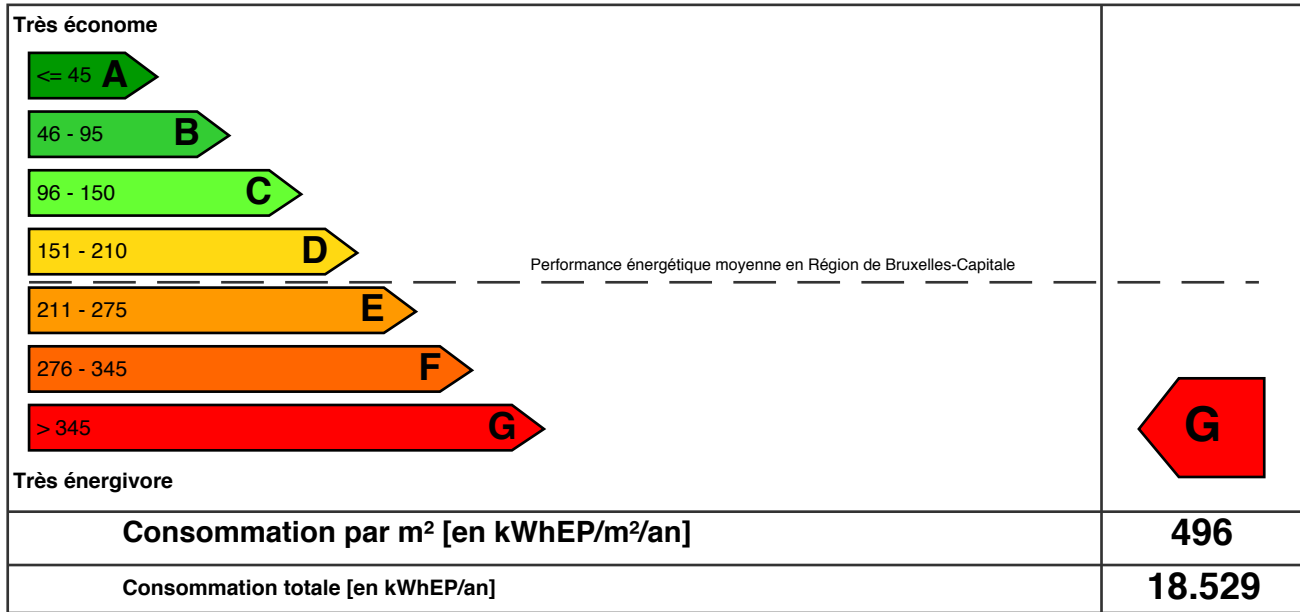 Très économe
<= 45 A
46 - 95 B
96 - 150 C
151 - 210 D
Performance énergétique moyenne en Région de Bruxelles-Capitale
211 - 275 E
276 - 345 F
> 345 G
G
Très énergivore
Consommation par m² [en kWhEP/m²/an] 496
Consommation totale [en kWhEP/an] 18.529